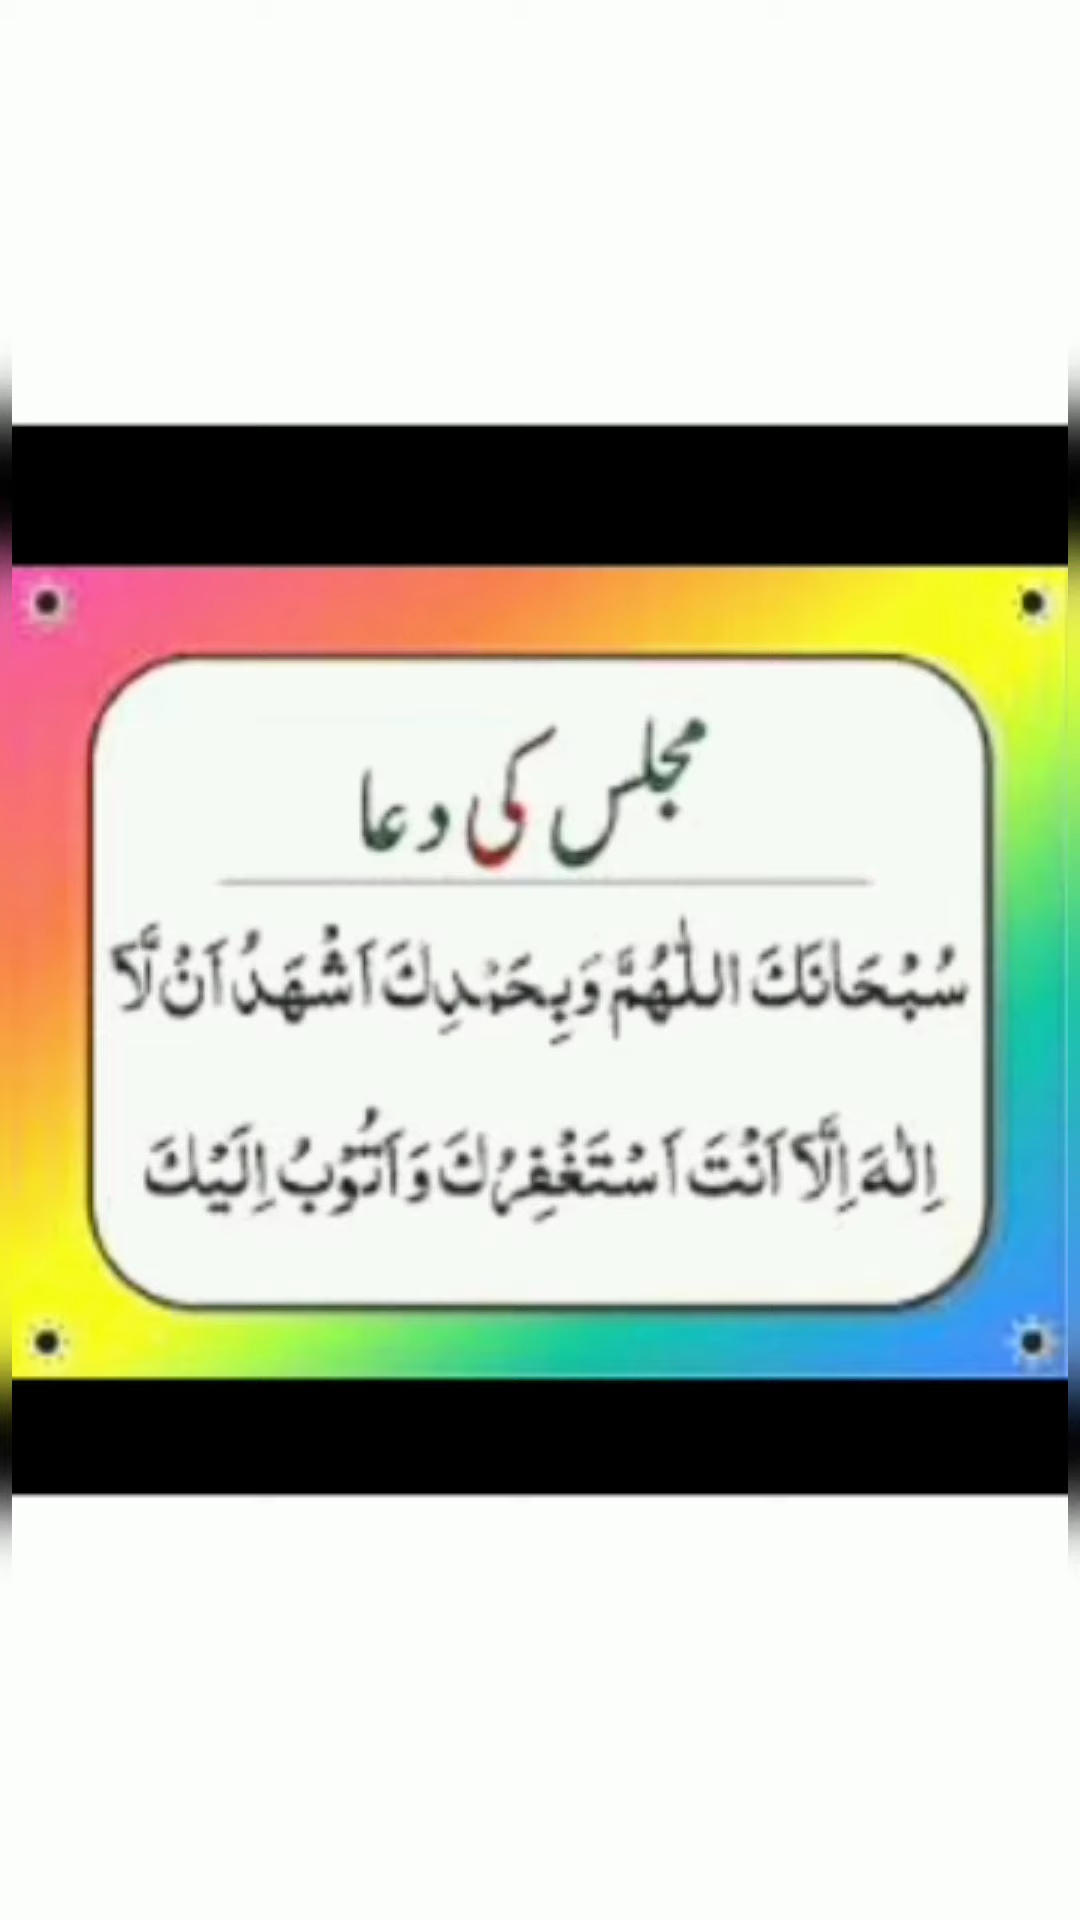 مجلس کی دعا
سُبْحَانَكَ اللّٰهُمَّ وَبِحَمْدِكَ اَشْهَدُ اَنْ لَّآ
اِلٰهَ اِلَّآ اَنْتَ اَسْتَغْفِرُكَ وَ اَتُوْبُ اِلَيْكَ